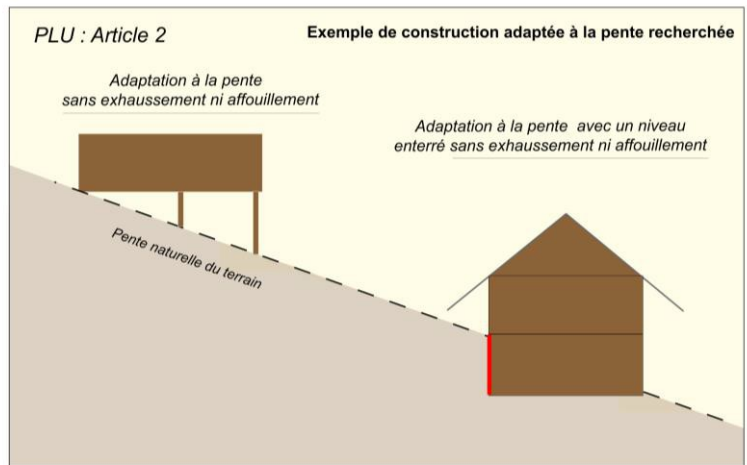 PLU : Article 2
Exemple de construction adaptée à la pente recherchée
Adaptation à la pente
sans exhaussement ni affouillement
Adaptation à la pente avec un niveau
enterré sans exhaussement ni affouillement
Pente naturelle du terrain